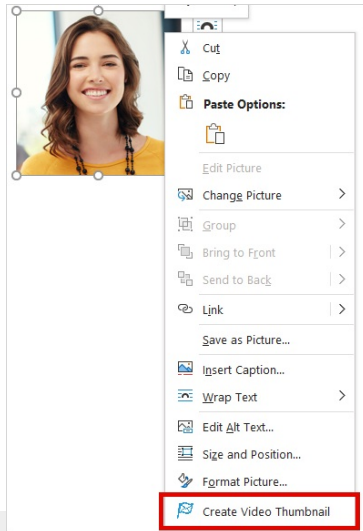 Cut
Copy
Paste Options:
Edit Picture
Change Picture
Group
Bring to Front
Send to Back
Link
Save as Picture...
Insert Caption...
Wrap Text
Edit Alt Text...
Size and Position...
Format Picture...
Create Video Thumbnail